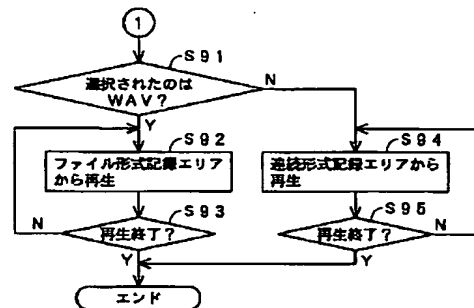 1
S91
選択されたのは
WAV?
N
Y
S92
ファイル形式記録エリア
から再生
S94
連続形式記録エリアから
再生
S93
再生終了?
N
Y
S95
再生終了?
N
Y
エンド